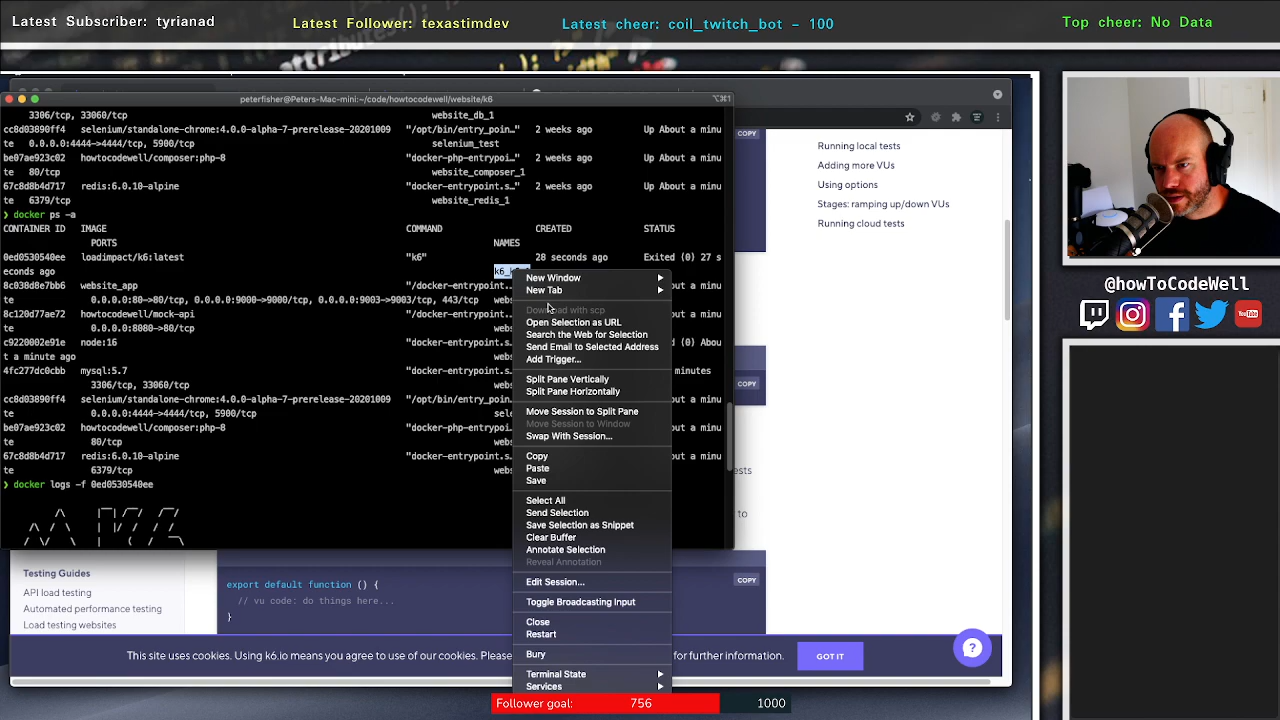 Latest Subscriber: tyrianad
Latest Follower: texastimdev
Latest cheer: coil_twitch_bot - 100
Top cheer: No Data
peterfisher@Peters-Mac-mini:~/code/howtocodewell/website/k6
⌥⌘1
3306/tcp, 33060/tcp website_db_1
cc8d03890ff4 selenium/standalone-chrome:4.0.0-alpha-7-prerelease-20201009 "/opt/bin/entry_poin…" 2 weeks ago Up About a minu
te 0.0.0.0:4444->4444/tcp, 5900/tcp selenium_test
be07ae923c02 howtocodewell/composer:php-8 "docker-php-entrypoi…" 2 weeks ago Up About a minu
te 80/tcp website_composer_1
67c8d8b4d717 redis:6.0.10-alpine "docker-entrypoint.s…" 2 weeks ago Up About a minu
te 6379/tcp website_redis_1
❯ docker ps -a
CONTAINER ID IMAGE COMMAND CREATED STATUS
PORTS NAMES
0ed0530540ee loadimpact/k6:latest "k6" 28 seconds ago Exited (0) 27 s
econds ago
8c038d8e7bb6 website_app "/docker-entrypoint.
0.0.0.0:80->80/tcp, 0.0.0.0:9000->9000/tcp, 0.0.0.0:9003->9003/tcp, 443/tcp
8c120d77ae72 howtocodewell/mock-api "/docker-entrypoint.
0.0.0.0:8080->80/tcp
c9220002e91e node:16 "docker-entrypoint.s
t a minute ago
4fc277dc0cbb mysql:5.7 "docker-entrypoint.s
3306/tcp, 33060/tcp
cc8d03890ff4 selenium/standalone-chrome:4.0.0-alpha-7-prerelease-20201009 "/opt/bin/entry_poin
te 0.0.0.0:4444->4444/tcp, 5900/tcp
be07ae923c02 howtocodewell/composer:php-8 "docker-php-entrypoi
te 80/tcp
67c8d8b4d717 redis:6.0.10-alpine "docker-entrypoint.s
te 6379/tcp
❯ docker logs -f 0ed0530540ee
New Window
New Tab
Download with scp
Open Selection as URL
Search the Web for Selection
Send Email to Selected Address
Add Trigger...
Split Pane Vertically
Split Pane Horizontally
Move Session to Split Pane
Move Session to Window
Swap With Session...
Copy
Paste
Save
Select All
Send Selection
Save Selection as Snippet
Clear Buffer
Annotate Selection
Reveal Annotation
Edit Session...
Toggle Broadcasting Input
Close
Restart
Bury
Terminal State
Services
COPY
COPY
COPY
Running local tests
Adding more VUs
Using options
Stages: ramping up/down VUs
Running cloud tests
Testing Guides
API load testing
Automated performance testing
Load testing websites
export default function () {
// vu code: do things here...
}
This site uses cookies. Using k6.io means you agree to use of our cookies. Please
for further information.
GOT IT
?
@howToCodeWell
You Tube
Follower goal: 756 1000